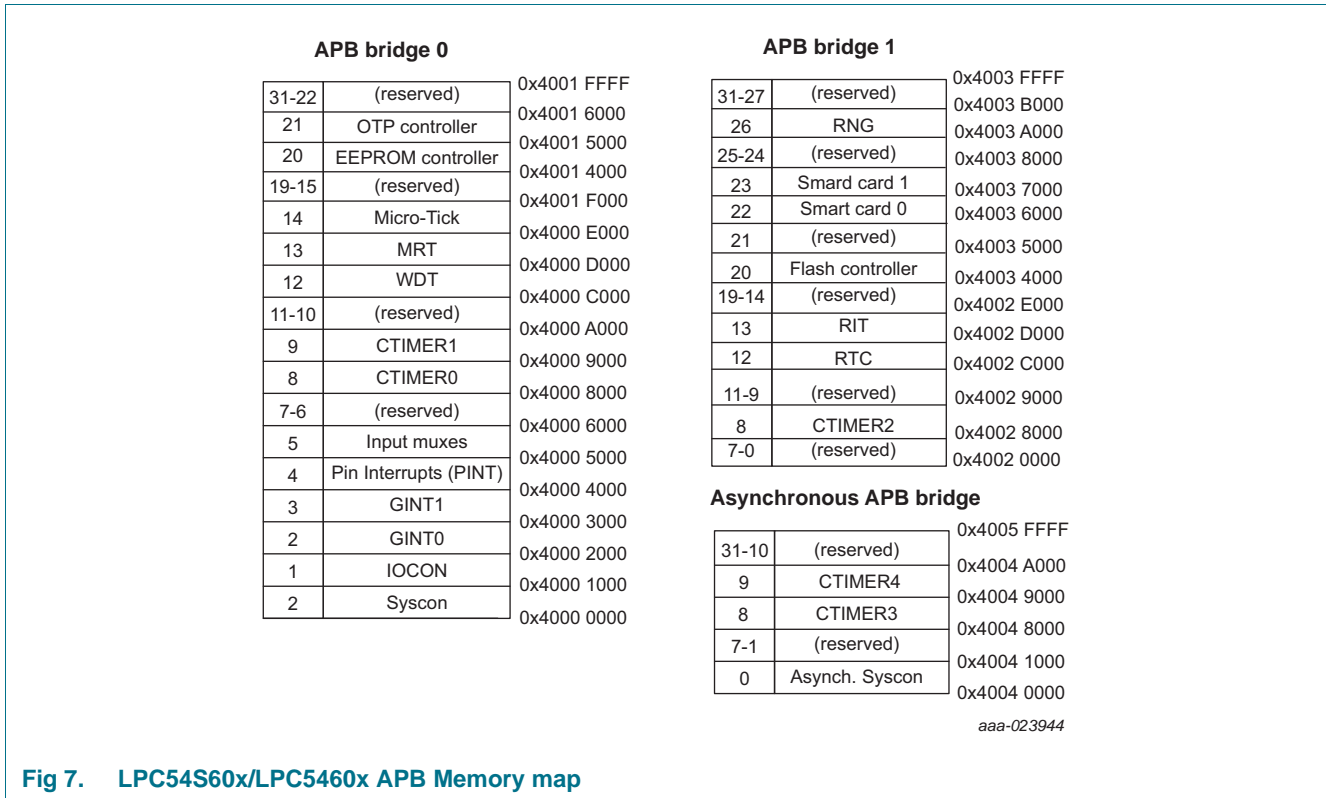 APB bridge 0
0x4001 FFFF
31-22 (reserved)
0x4001 6000
21 OTP controller
0x4001 5000
20 EEPROM controller
0x4001 4000
19-15 (reserved)
0x4001 F000
14 Micro-Tick
0x4000 E000
13 MRT
0x4000 D000
12 WDT
0x4000 C000
11-10 (reserved)
0x4000 A000
9 CTIMER1
0x4000 9000
8 CTIMER0
0x4000 8000
7-6 (reserved)
0x4000 6000
5 Input muxes
0x4000 5000
4 Pin Interrupts (PINT)
0x4000 4000
3 GINT1
0x4000 3000
2 GINT0
0x4000 2000
1 IOCON
0x4000 1000
2 Syscon
0x4000 0000
APB bridge 1
0x4003 FFFF
31-27 (reserved)
0x4003 B000
26 RNG
0x4003 A000
25-24 (reserved)
0x4003 8000
23 Smard card 1
0x4003 7000
22 Smart card 0
0x4003 6000
21 (reserved)
0x4003 5000
20 Flash controller
0x4003 4000
19-14 (reserved)
0x4002 E000
13 RIT
0x4002 D000
12 RTC
0x4002 C000
11-9 (reserved)
0x4002 9000
8 CTIMER2
0x4002 8000
7-0 (reserved)
0x4002 0000
Asynchronous APB bridge
0x4005 FFFF
31-10 (reserved)
0x4004 A000
9 CTIMER4
0x4004 9000
8 CTIMER3
0x4004 8000
7-1 (reserved)
0x4004 1000
0 Asynch. Syscon
0x4004 0000
aaa-023944
Fig 7. LPC54S60x/LPC5460x APB Memory map